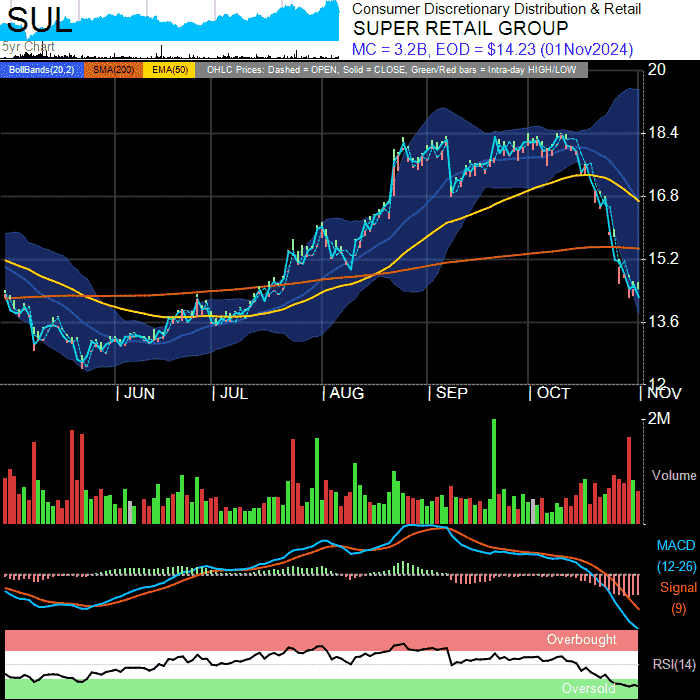 SUL
5yr Chart
Consumer Discretionary Distribution & Retail
SUPER RETAIL GROUP
MC = 3.2B, EOD = $14.23 (01Nov2024)
BollBands(20,2) SMA(200) EMA(50) OHLC Prices: Dashed = OPEN, Solid = CLOSE, Green/Red bars = Intra-day HIGH/LOW
20
18.4
16.8
15.2
13.6
12
JUN JUL AUG SEP OCT NOV
2M
Volume
MACD
(12-26)
Signal
(9)
Overbought
RSI(14)
Oversold